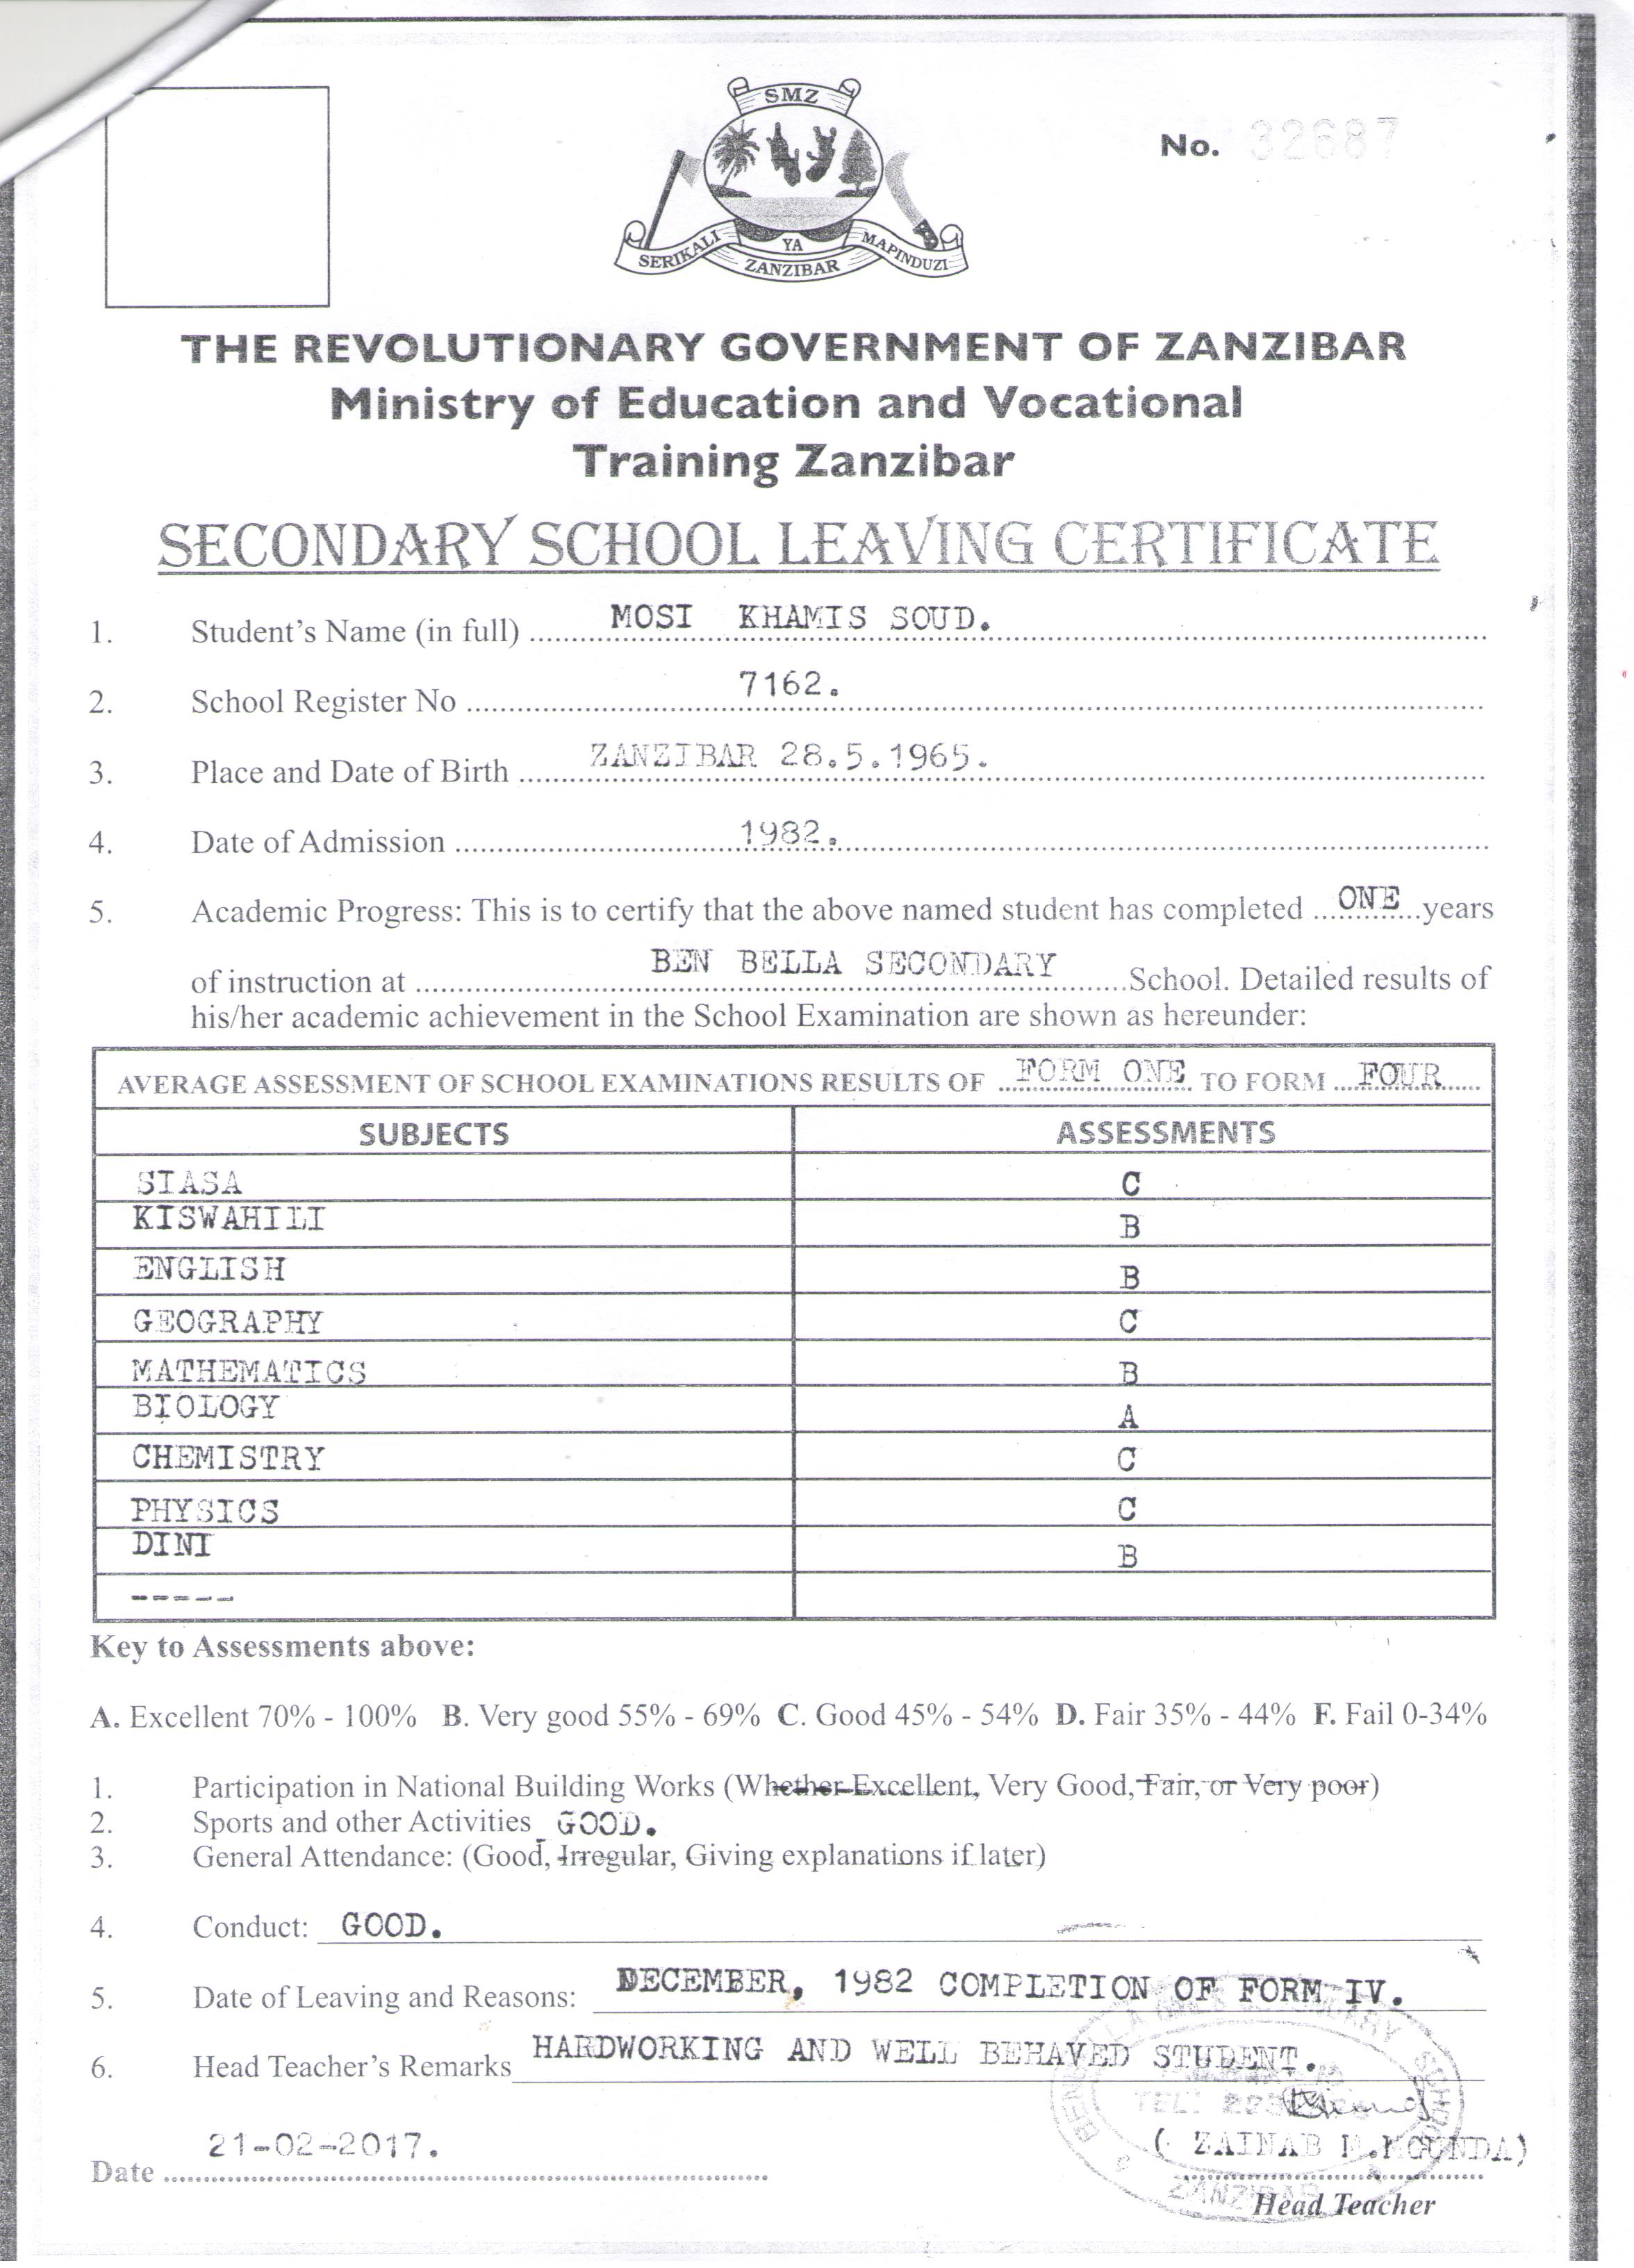 SMZ
SERIKALI YA MAPINDUZI
ZANZIBAR
No. 32687
THE REVOLUTIONARY GOVERNMENT OF ZANZIBAR
Ministry of Education and Vocational
Training Zanzibar
SECONDARY SCHOOL LEAVING CERTIFICATE
1. Student's Name (in full) MOSI KHAMIS SOUD.
2. School Register No 7162.
3. Place and Date of Birth ZANZIBAR 28.5.1965.
4. Date of Admission 1982.
5. Academic Progress: This is to certify that the above named student has completed ONE years
of instruction at BEN BELLA SECONDARY School. Detailed results of
his/her academic achievement in the School Examination are shown as hereunder:
AVERAGE ASSESSMENT OF SCHOOL EXAMINATIONS RESULTS OF FORM ONE TO FORM FOUR
SUBJECTS ASSESSMENTS
SIASA C
KISWAHILI B
ENGLISH B
GEOGRAPHY C
MATHEMATICS B
BIOLOGY A
CHEMISTRY C
PHYSICS C
DINI B
-----
Key to Assessments above:
A. Excellent 70% - 100% B. Very good 55% - 69% C. Good 45% - 54% D. Fair 35% - 44% F. Fail 0-34%
1. Participation in National Building Works (Whether Excellent, Very Good, Fair, or Very poor)
2. Sports and other Activities GOOD.
3. General Attendance: (Good, Irregular, Giving explanations if later)
4. Conduct: GOOD.
5. Date of Leaving and Reasons: DECEMBER, 1982 COMPLETION OF FORM IV.
6. Head Teacher's Remarks HARDWORKING AND WELL BEHAVED STUDENT.
TEL:
ZANZIBAR
(ZAINAB
Date 21-02-2017.
Head Teacher